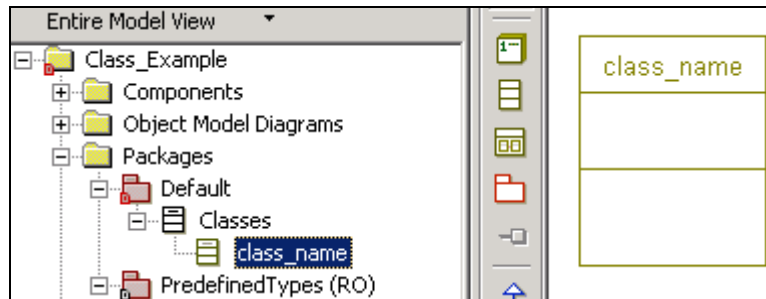 Entire Model View
Class_Example
Components
Object Model Diagrams
Packages
Default
Classes
class_name
PredefinedTypes (RO)
class_name